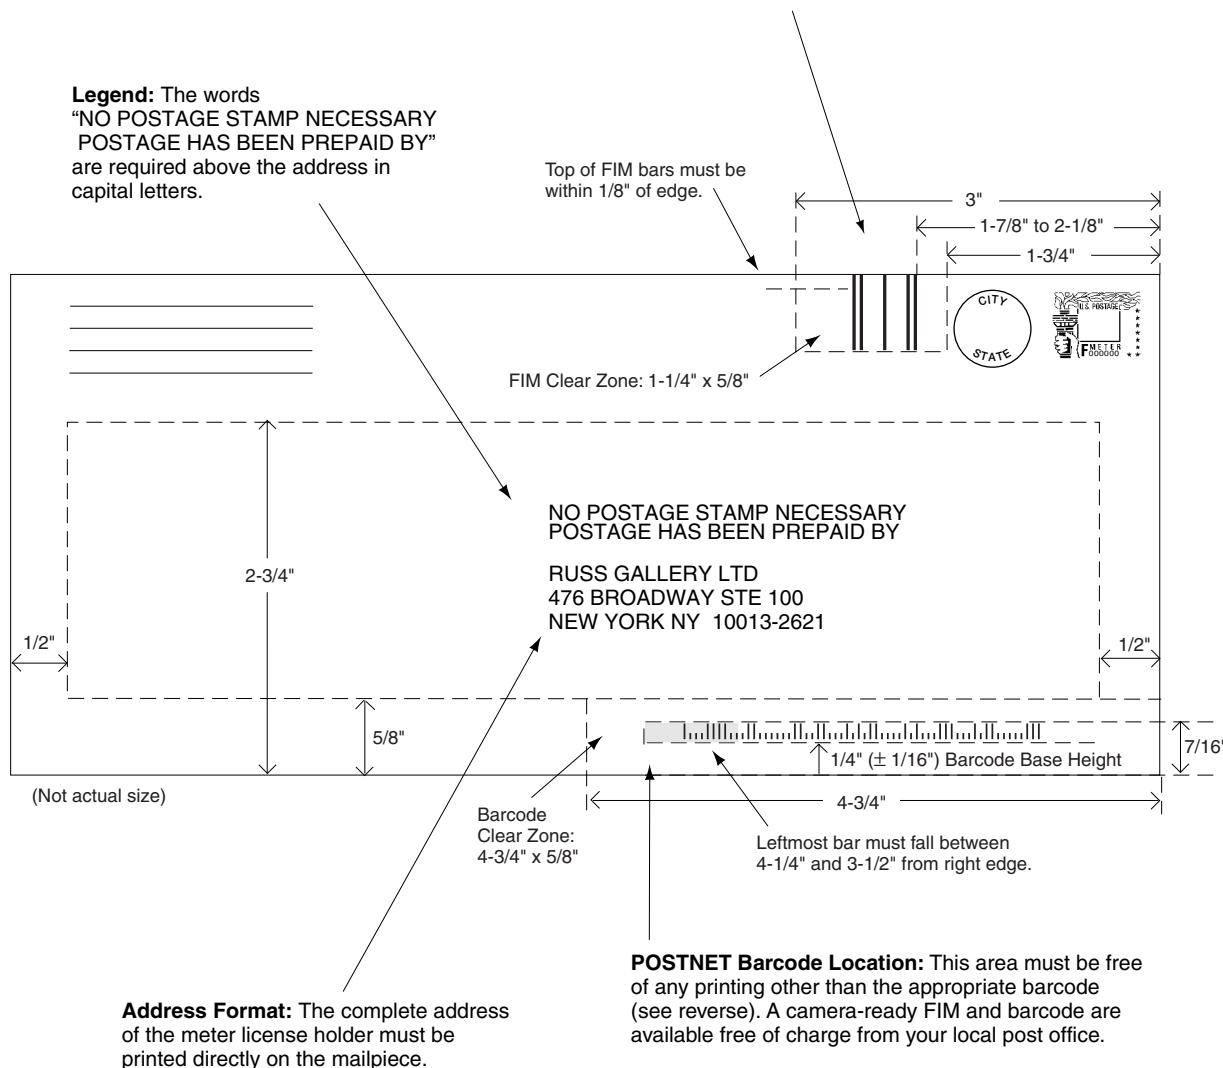 Legend: The words
“NO POSTAGE STAMP NECESSARY
POSTAGE HAS BEEN PREPAID BY”
are required above the address in
capital letters.
Top of FIM bars must be
within 1/8" of edge.
3"
1-7/8" to 2-1/8"
1-3/4"
CITY
STATE
U.S. POSTAGE
METER
F 000000
FIM Clear Zone: 1-1/4" x 5/8"
NO POSTAGE STAMP NECESSARY
POSTAGE HAS BEEN PREPAID BY
RUSS GALLERY LTD
476 BROADWAY STE 100
NEW YORK NY 10013-2621
2-3/4"
1/2"
1/2"
5/8"
7/16"
1/4" (± 1/16") Barcode Base Height
4-3/4"
(Not actual size)
Barcode
Clear Zone:
4-3/4" x 5/8"
Leftmost bar must fall between
4-1/4" and 3-1/2" from right edge.
POSTNET Barcode Location: This area must be free
of any printing other than the appropriate barcode
(see reverse). A camera-ready FIM and barcode are
available free of charge from your local post office.
Address Format: The complete address
of the meter license holder must be
printed directly on the mailpiece.